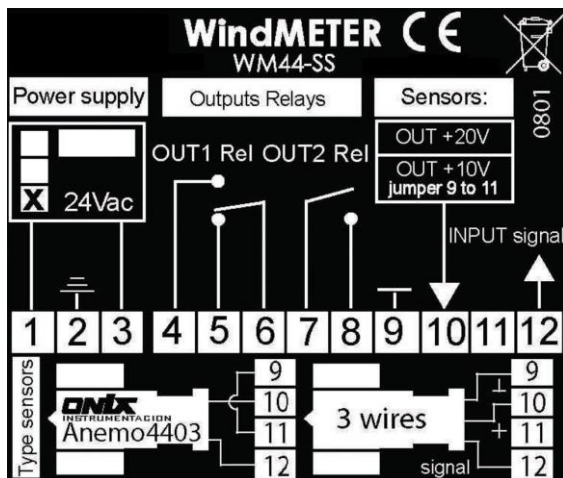 WindMETER CE
WM44-SS
Power supply
Outputs Relays
Sensors:
0801
X 24Vac
OUT1 Rel OUT2 Rel
OUT +20V
OUT +10V
jumper 9 to 11
INPUT signal
1 2 3 4 5 6 7 8 9 10 11 12
Type sensors
ONIX
INSTRUMENTACION
Anemo4403
9
10
11
12
3 wires
signal
⊥
+
9
10
11
12